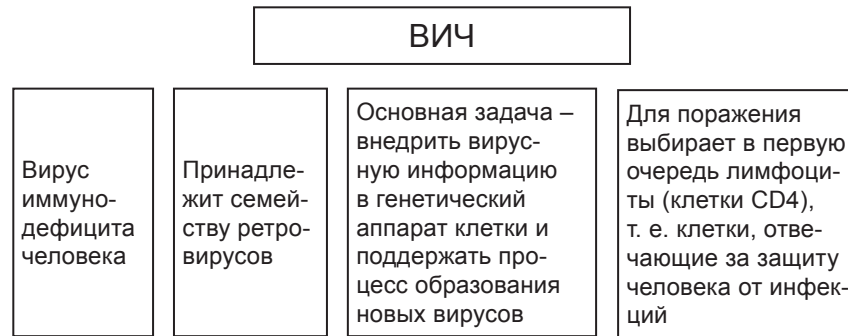 ВИЧ
Вирус
иммуно-
дефицита
человека
Принадле-
жит семей-
ству ретро-
вирусов
Основная задача –
внедрить вирус-
ную информацию
в генетический
аппарат клетки и
поддержать про-
цесс образования
новых вирусов
Для поражения
выбирает в первую
очередь лимфоци-
ты (клетки CD4),
т. е. клетки, отве-
чающие за защиту
человека от инфек-
ций